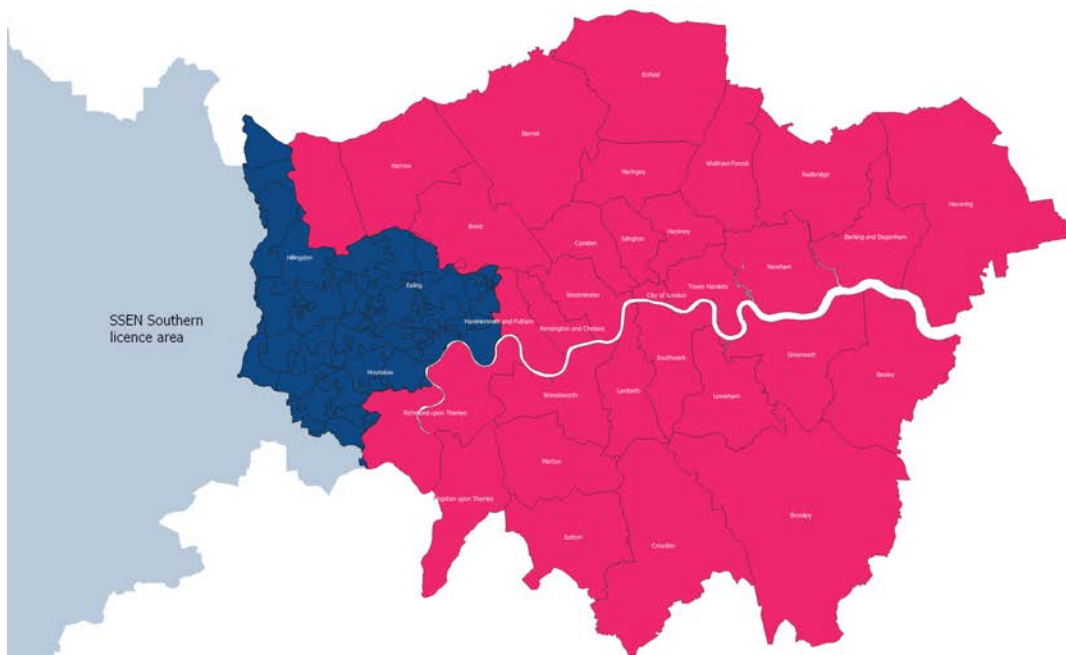 Enfield
Barnet
Harrow
Haringey
Waltham Forest
Redbridge
Havering
Brent
Camden
Islington
Hackney
Barking and Dagenham
Hillingdon
Newham
Ealing
Westminster
City of London
Tower Hamlets
SSEN Southern
licence area
Hammersmith and Fulham
Kensington and Chelsea
Southwark
Greenwich
Hounslow
Wandsworth
Lambeth
Lewisham
Bexley
Richmond upon Thames
Merton
ngston upon Thames
Bromley
Sutton
Croydon